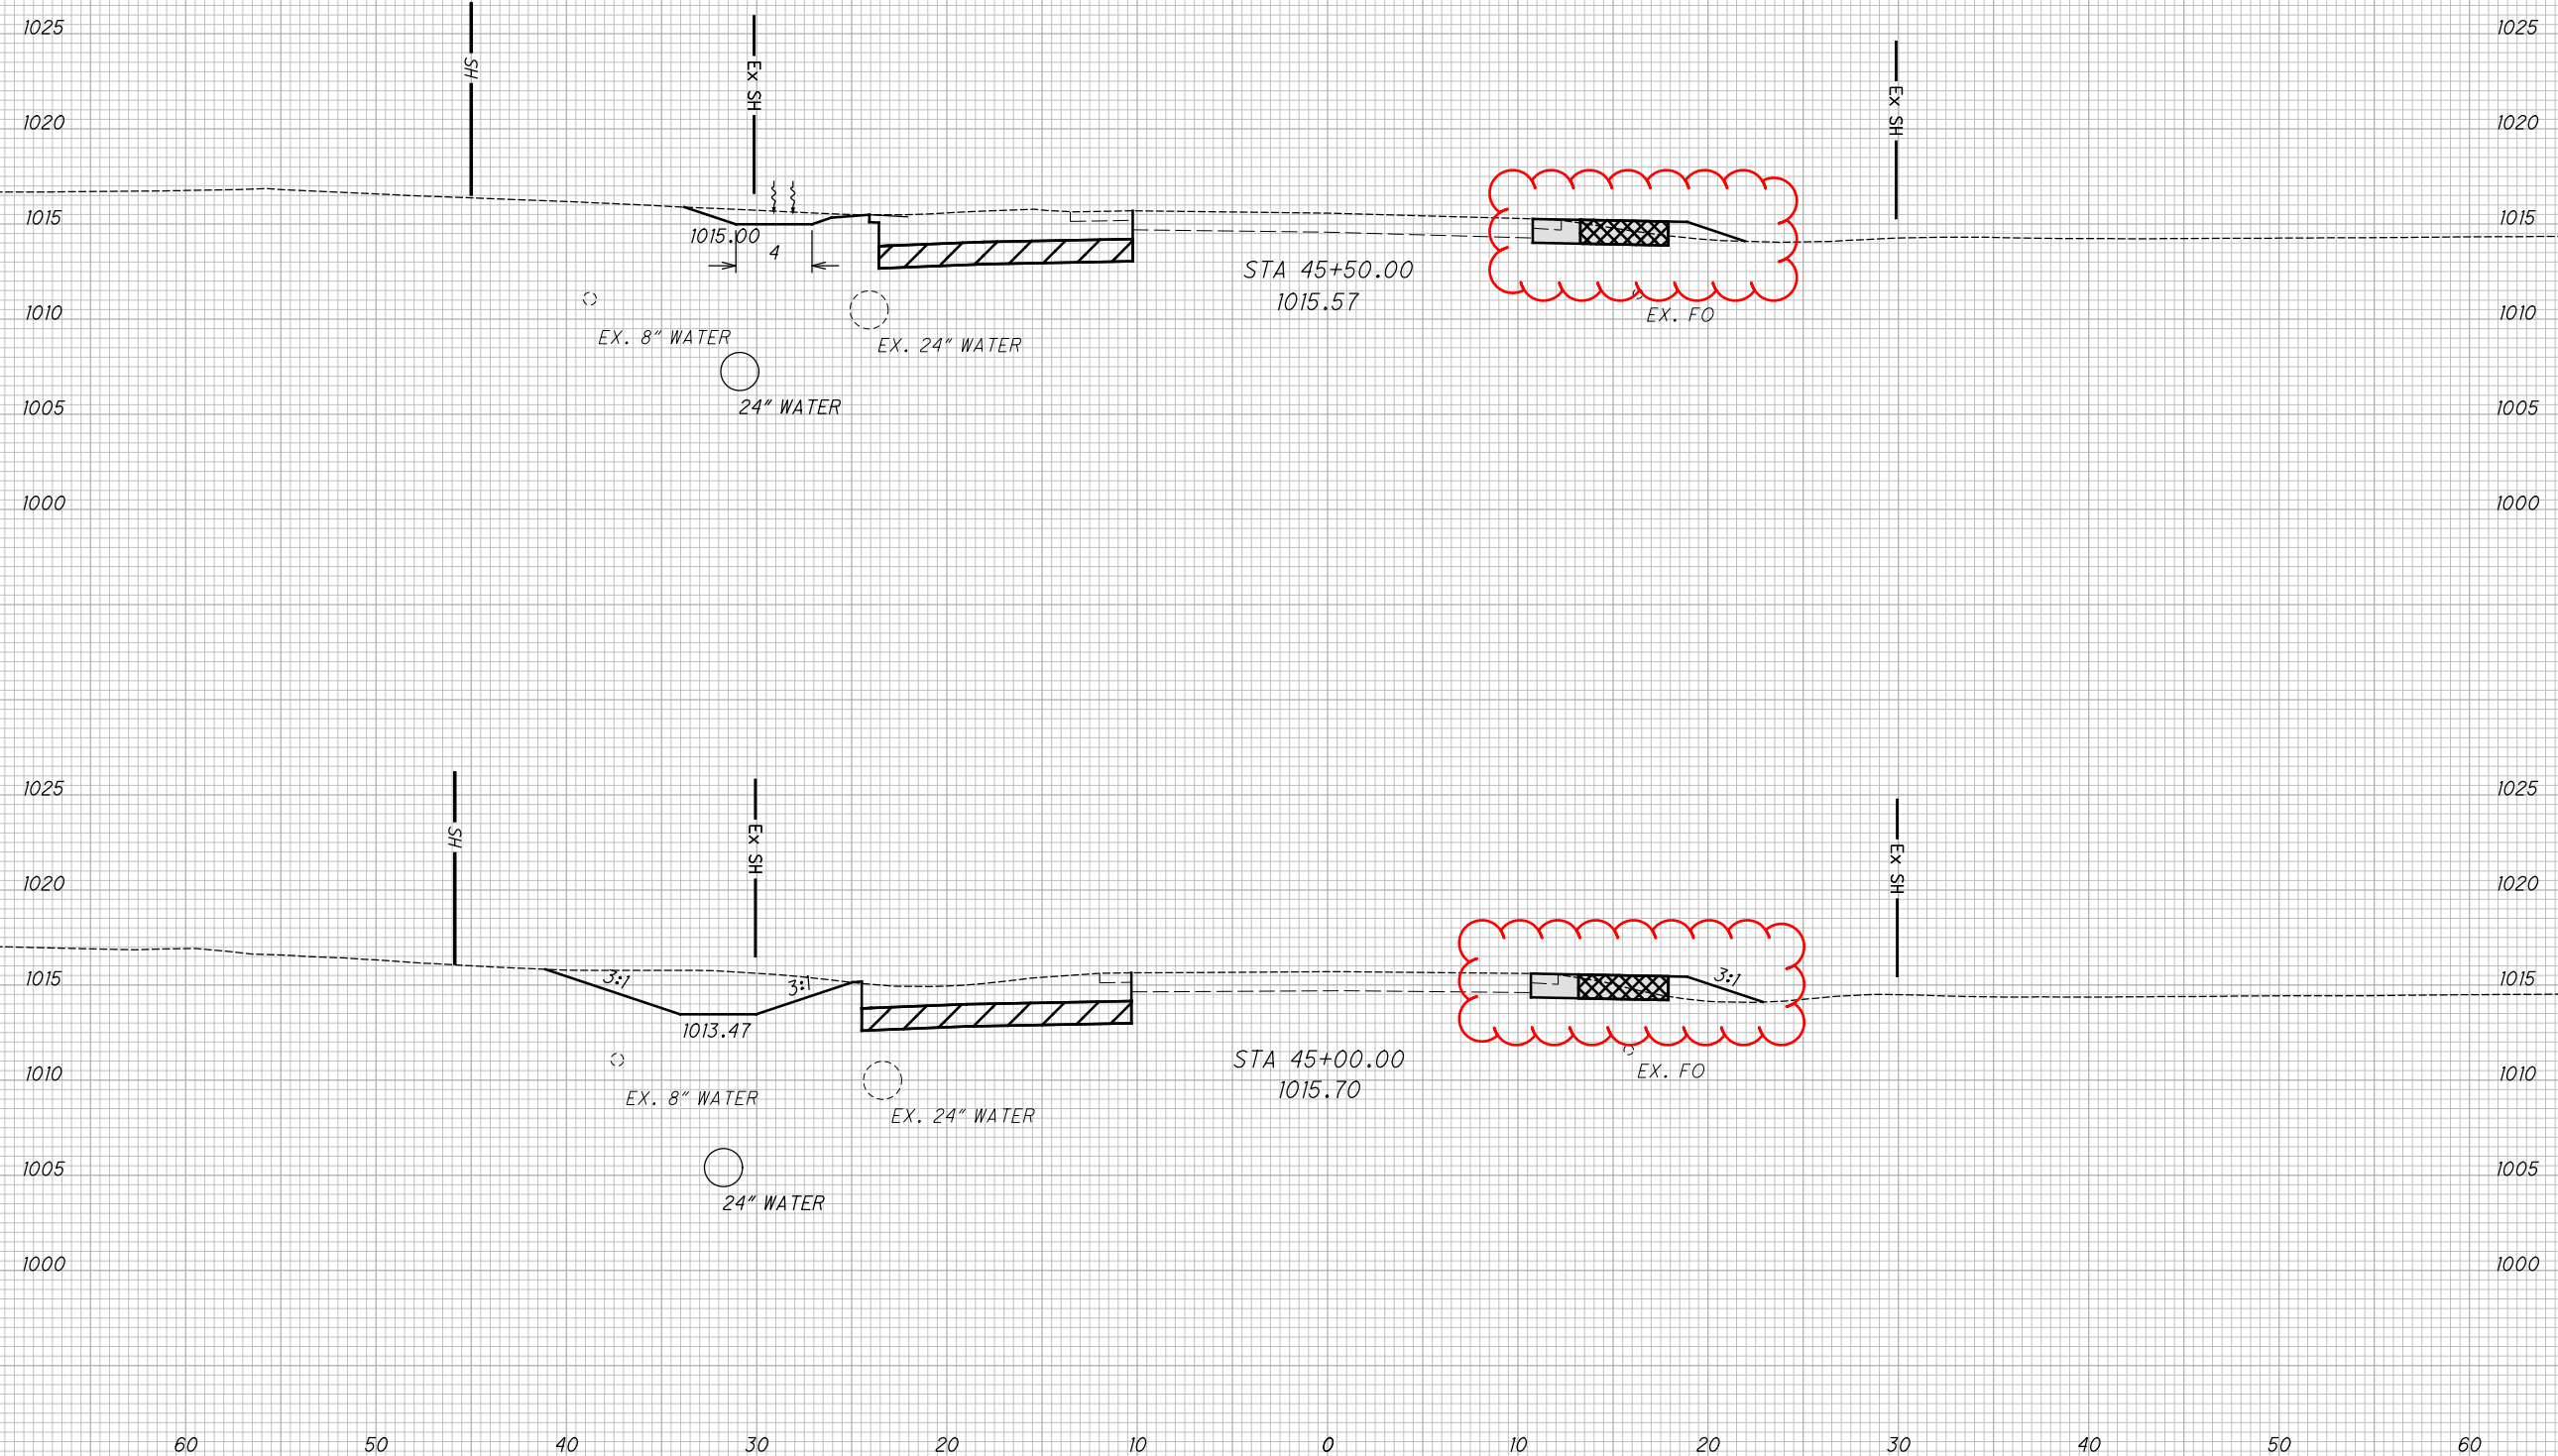 1025 1025
SH
Ex SH
Ex SH
1020 1020
1015 1015
1015.00
4
STA 45+50.00
1015.57
1010 1010
EX. FO
EX. 8" WATER
EX. 24" WATER
1005 1005
24" WATER
1000 1000
1025 1025
SH
Ex SH
Ex SH
1020 1020
1015 1015
3:1
3:1
3:1
1013.47
STA 45+00.00
1015.70
1010 1010
EX. FO
EX. 8" WATER
EX. 24" WATER
1005 1005
24" WATER
1000 1000
60 50 40 30 20 10 0 10 20 30 40 50 60